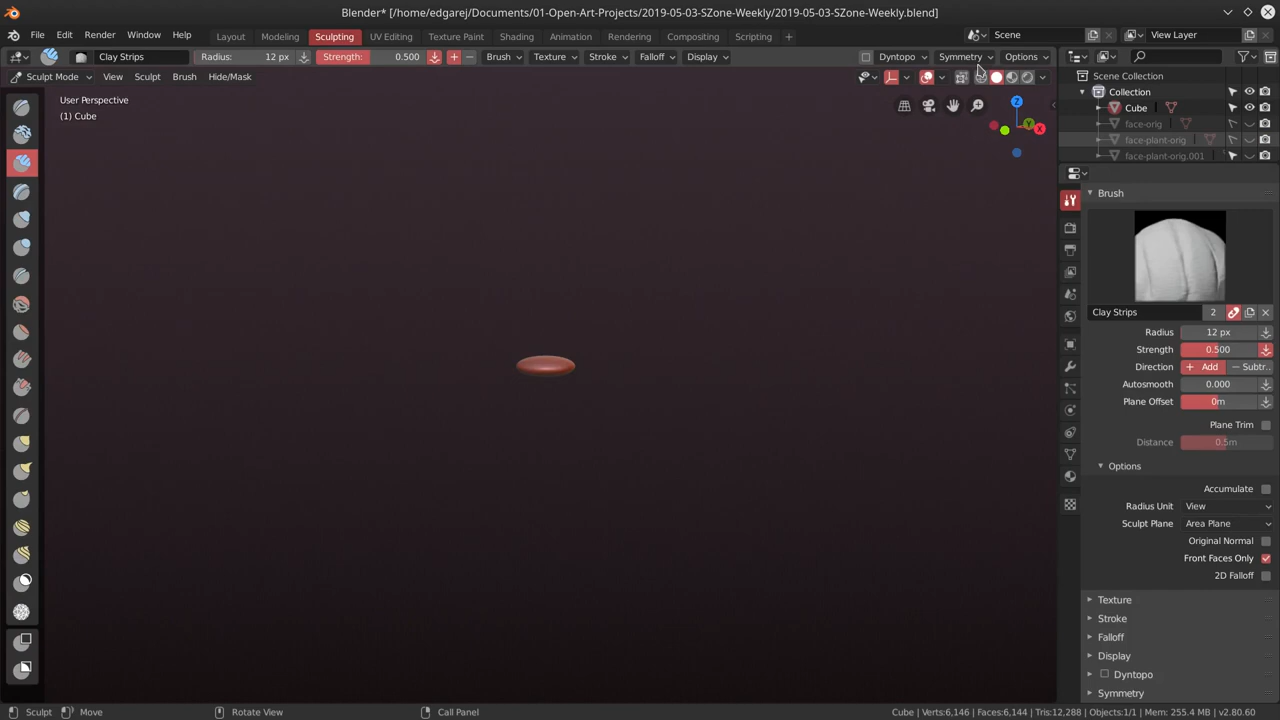 Blender* [/home/edgarej/Documents/01-Open-Art-Projects/2019-05-03-SZone-Weekly/2019-05-03-SZone-Weekly.blend]
File Edit Render Window Help Layout Modeling Sculpting UV Editing Texture Paint Shading Animation Rendering Compositing Scripting + Scene View Layer
Clay Strips Radius: 12 px Strength: 0.500 Brush Texture Stroke Falloff Display Dyntopo Symmetry Options
Sculpt Mode View Sculpt Brush Hide/Mask
User Perspective
(1) Cube
Z
Y
X
Scene Collection
Collection
Cube
face-orig
face-plant-orig
face-plant-orig.001
Brush
Clay Strips 2
Radius 12 px
Strength 0.500
Direction + Add — Subtr..
Autosmooth 0.000
Plane Offset 0m
Plane Trim
Distance 0.5m
Options
Accumulate
Radius Unit View
Sculpt Plane Area Plane
Original Normal
Front Faces Only
2D Falloff
Texture
Stroke
Falloff
Display
Dyntopo
Symmetry
Sculpt Move Rotate View Call Panel Cube | Verts:6,146 | Faces:6,144 | Tris:12,288 | Objects:1/1 | Mem: 255.4 MB | v2.80.60